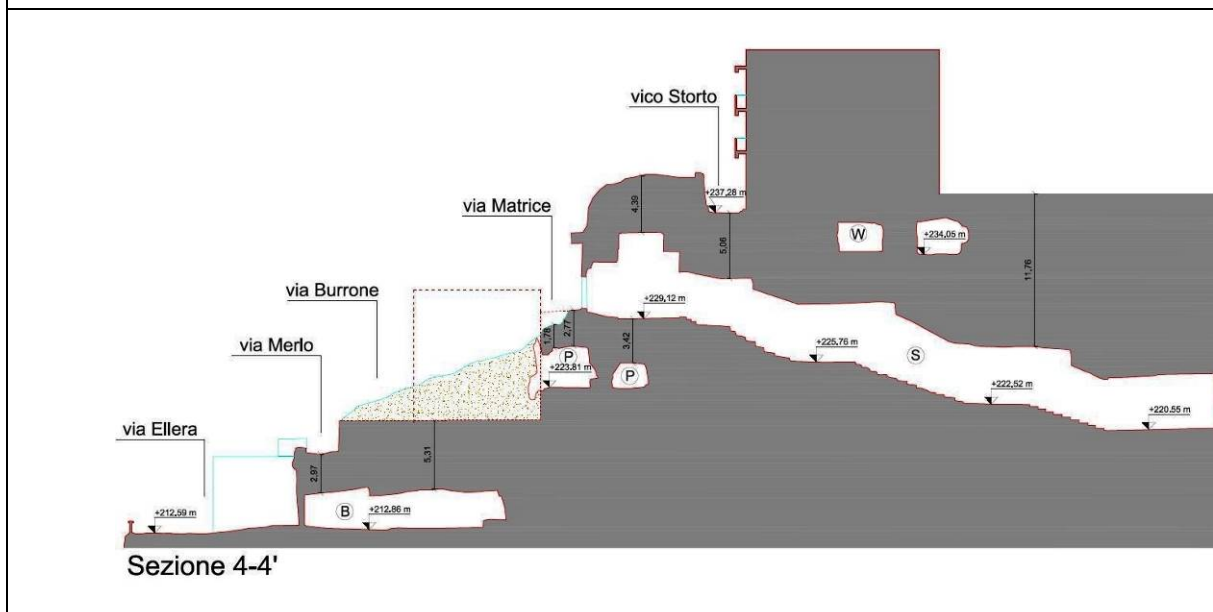 vico Storto
+237,28 m
4,39
via Matrice
5,06
W
+234,05 m
11,76
via Burrone
+229,12 m
2,77
1,78
3,42
via Merlo
P
P
+225,76 m
S
+223,81 m
+222,52 m
via Ellera
+220,55 m
5,31
2,97
+212,59 m
B
+212,86 m
Sezione 4-4'